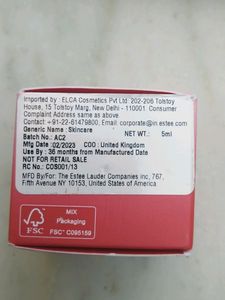 Imported by : ELCA Cosmetics Pvt Ltd :202-206 Tolstoy
House, 15 Tolstoy Marg, New Delhi - 110001. Consumer
Complaint Address same as above.
Contact : +91-22-61479800, Email: corporate@in.estee.com
Generic Name : Skincare NET WT.: 5ml
Batch No.: AC2
Mfg Date: 02/2023 COO : United Kingdom
Use By : 36 months from Manufactured Date
NOT FOR RETAIL SALE
RC No.: COS001/13
MFD By/For: The Estee Lauder Companies inc, 767,
Fifth Avenue NY 10153, United States of America
FSC
MIX
Packaging
FSC® C095159